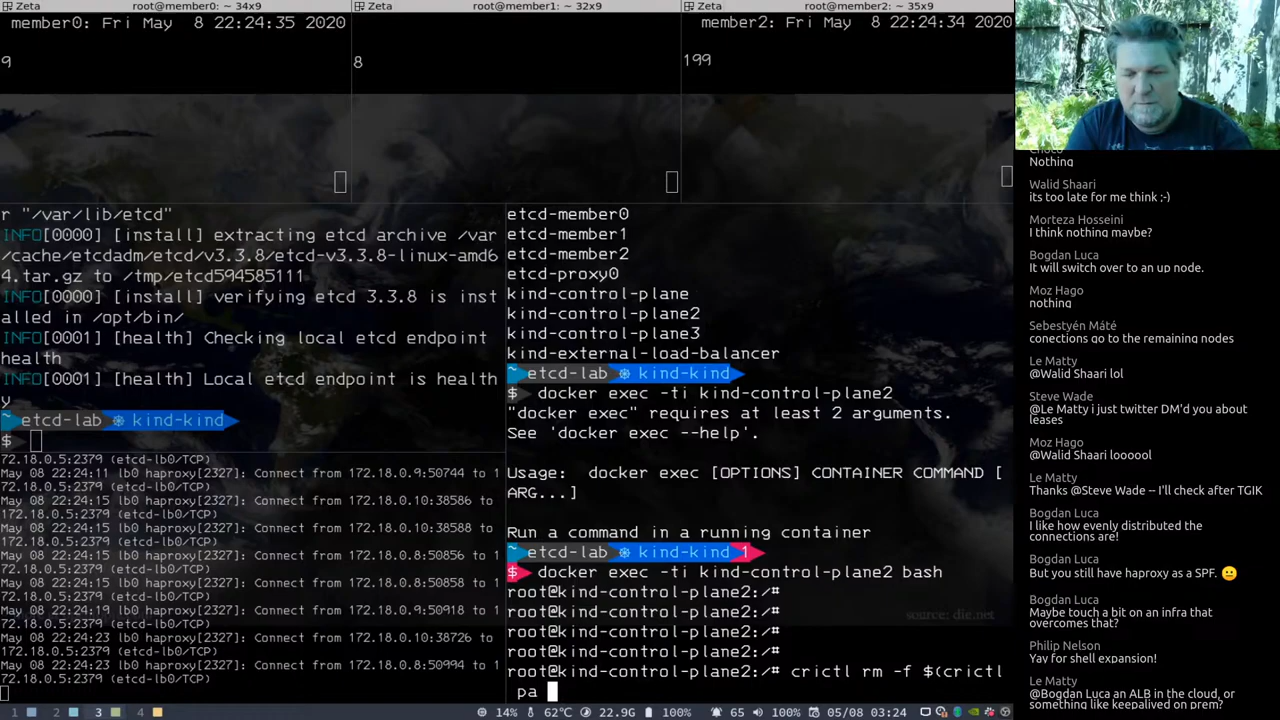 Zeta
root@member0: ~ 34x9
member0: Fri May  8 22:24:35 2020
9
Zeta
root@member1: ~ 32x9
8
Zeta
root@member2: ~ 35x9
member2: Fri May  8 22:24:34 2020
199
r "/var/lib/etcd"
INFO[0000] [install] extracting etcd archive /var
/cache/etcdadm/etcd/v3.3.8/etcd-v3.3.8-linux-amd6
4.tar.gz to /tmp/etcd594585111
INFO[0000] [install] verifying etcd 3.3.8 is inst
alled in /opt/bin/
INFO[0001] [health] Checking local etcd endpoint
health
INFO[0001] [health] Local etcd endpoint is health
y
~ etcd-lab ⎈ kind-kind
$
72.18.0.5:2379 (etcd-lb0/TCP)
May 08 22:24:11 lb0 haproxy[2327]: Connect from 172.18.0.9:50744 to 1
72.18.0.5:2379 (etcd-lb0/TCP)
May 08 22:24:15 lb0 haproxy[2327]: Connect from 172.18.0.10:38586 to
172.18.0.5:2379 (etcd-lb0/TCP)
May 08 22:24:15 lb0 haproxy[2327]: Connect from 172.18.0.10:38588 to
172.18.0.5:2379 (etcd-lb0/TCP)
May 08 22:24:15 lb0 haproxy[2327]: Connect from 172.18.0.8:50856 to 1
72.18.0.5:2379 (etcd-lb0/TCP)
May 08 22:24:15 lb0 haproxy[2327]: Connect from 172.18.0.8:50858 to 1
72.18.0.5:2379 (etcd-lb0/TCP)
May 08 22:24:19 lb0 haproxy[2327]: Connect from 172.18.0.9:50918 to 1
72.18.0.5:2379 (etcd-lb0/TCP)
May 08 22:24:23 lb0 haproxy[2327]: Connect from 172.18.0.10:38726 to
172.18.0.5:2379 (etcd-lb0/TCP)
May 08 22:24:23 lb0 haproxy[2327]: Connect from 172.18.0.9:50994 to 1
72.18.0.5:2379 (etcd-lb0/TCP)
etcd-member0
etcd-member1
etcd-member2
etcd-proxy0
kind-control-plane
kind-control-plane2
kind-control-plane3
kind-external-load-balancer
~ etcd-lab ⎈ kind-kind
$ docker exec -ti kind-control-plane2
"docker exec" requires at least 2 arguments.
See 'docker exec --help'.
Usage:  docker exec [OPTIONS] CONTAINER COMMAND [
ARG...]
Run a command in a running container
~ etcd-lab ⎈ kind-kind 1
$ docker exec -ti kind-control-plane2 bash
root@kind-control-plane2:/#
root@kind-control-plane2:/#
root@kind-control-plane2:/#
root@kind-control-plane2:/#
root@kind-control-plane2:/# crictl rm -f $(crictl
pa
source: die.net
1 2 3 4
14% 62℃ 22.9G 100% 65 100% 05/08 03:24
Nothing
Walid Shaari
its too late for me think ;-)
Morteza Hosseini
I think nothing maybe?
Bogdan Luca
It will switch over to an up node.
Moz Hago
nothing
Sebestyén Máté
conections go to the remaining nodes
Le Matty
@Walid Shaari lol
Steve Wade
@Le Matty i just twitter DM'd you about
leases
Moz Hago
@Walid Shaari loooool
Le Matty
Thanks @Steve Wade -- I'll check after TGIK
Bogdan Luca
I like how evenly distributed the
connections are!
Bogdan Luca
But you still have haproxy as a SPF. 😐
Bogdan Luca
Maybe touch a bit on an infra that
overcomes that?
Philip Nelson
Yay for shell expansion!
Le Matty
@Bogdan Luca an ALB in the cloud, or
something like keepalived on prem?